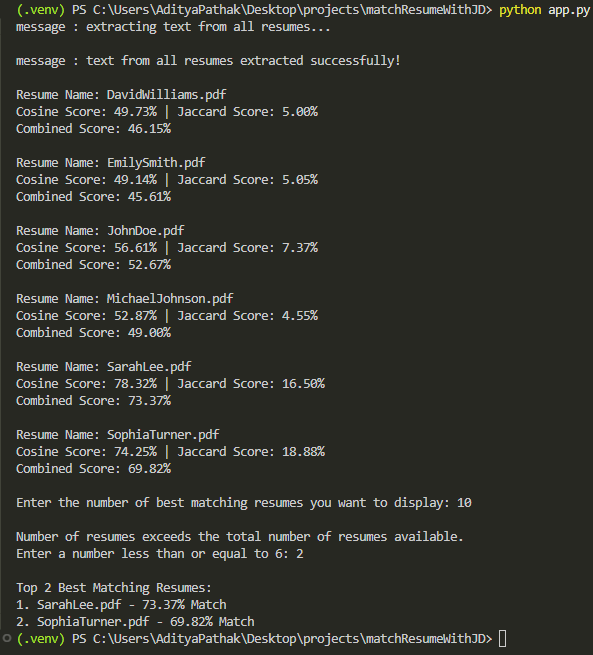 (.venv) PS C:\Users\AdityaPathak\Desktop\projects\matchResumeWithJD> python app.py
message : extracting text from all resumes...
message : text from all resumes extracted successfully!
Resume Name: DavidWilliams.pdf
Cosine Score: 49.73% | Jaccard Score: 5.00%
Combined Score: 46.15%
Resume Name: EmilySmith.pdf
Cosine Score: 49.14% | Jaccard Score: 5.05%
Combined Score: 45.61%
Resume Name: JohnDoe.pdf
Cosine Score: 56.61% | Jaccard Score: 7.37%
Combined Score: 52.67%
Resume Name: MichaelJohnson.pdf
Cosine Score: 52.87% | Jaccard Score: 4.55%
Combined Score: 49.00%
Resume Name: SarahLee.pdf
Cosine Score: 78.32% | Jaccard Score: 16.50%
Combined Score: 73.37%
Resume Name: SophiaTurner.pdf
Cosine Score: 74.25% | Jaccard Score: 18.88%
Combined Score: 69.82%
Enter the number of best matching resumes you want to display: 10
Number of resumes exceeds the total number of resumes available.
Enter a number less than or equal to 6: 2
Top 2 Best Matching Resumes:
1. SarahLee.pdf - 73.37% Match
2. SophiaTurner.pdf - 69.82% Match
(.venv) PS C:\Users\AdityaPathak\Desktop\projects\matchResumeWithJD>